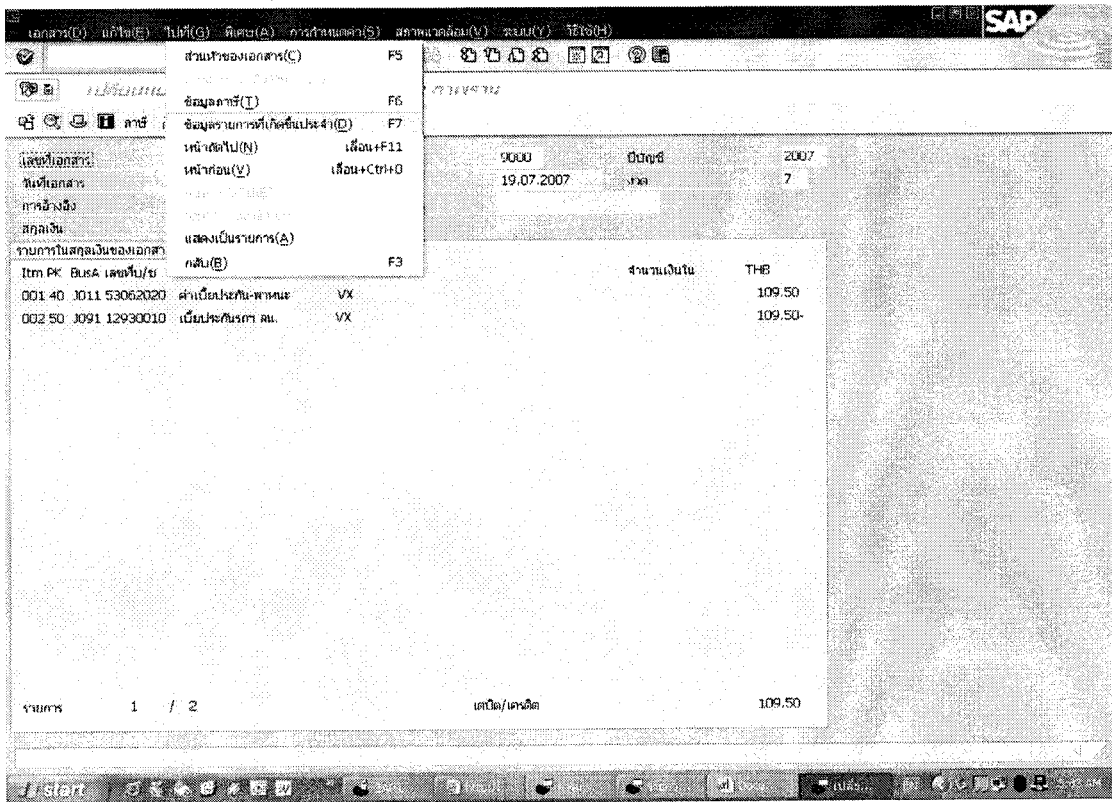 เอกสาร(D) แก้ไข(E) ไปที่(G) พิเศษ(A) การกำหนดค่า(S) สภาพแวดล้อม(V) ระบบ(Y) วิธีใช้(H)
SAP
ส่วนหัวของเอกสาร(C) F5
ข้อมูลภาษี(T) F6
ภาษี ข้อมูลรายการที่เกิดขึ้นประจำ(D) F7
หน้าถัดไป(N) เลื่อน+F11
หน้าก่อน(V) เลื่อน+Ctrl+0
แสดงเป็นรายการ(A)
กลับ(B) F3
เลขที่เอกสาร 9000 ปีบัญชี 2007
วันที่เอกสาร 19.07.2007 งวด 7
การอ้างอิง
สกุลเงิน
รายการในสกุลเงินของเอกสา
Itm PK BusA เลขที่บ/ช จำนวนเงินใน THB
001 40 J011 53062020 ค่าเบี้ยประกัน-พาหนะ VX 109.50
002 50 J091 12930010 เบี้ยประกันรถฯ ลน. VX 109.50-
รายการ 1 / 2 เดบิต/เครดิต 109.50
start